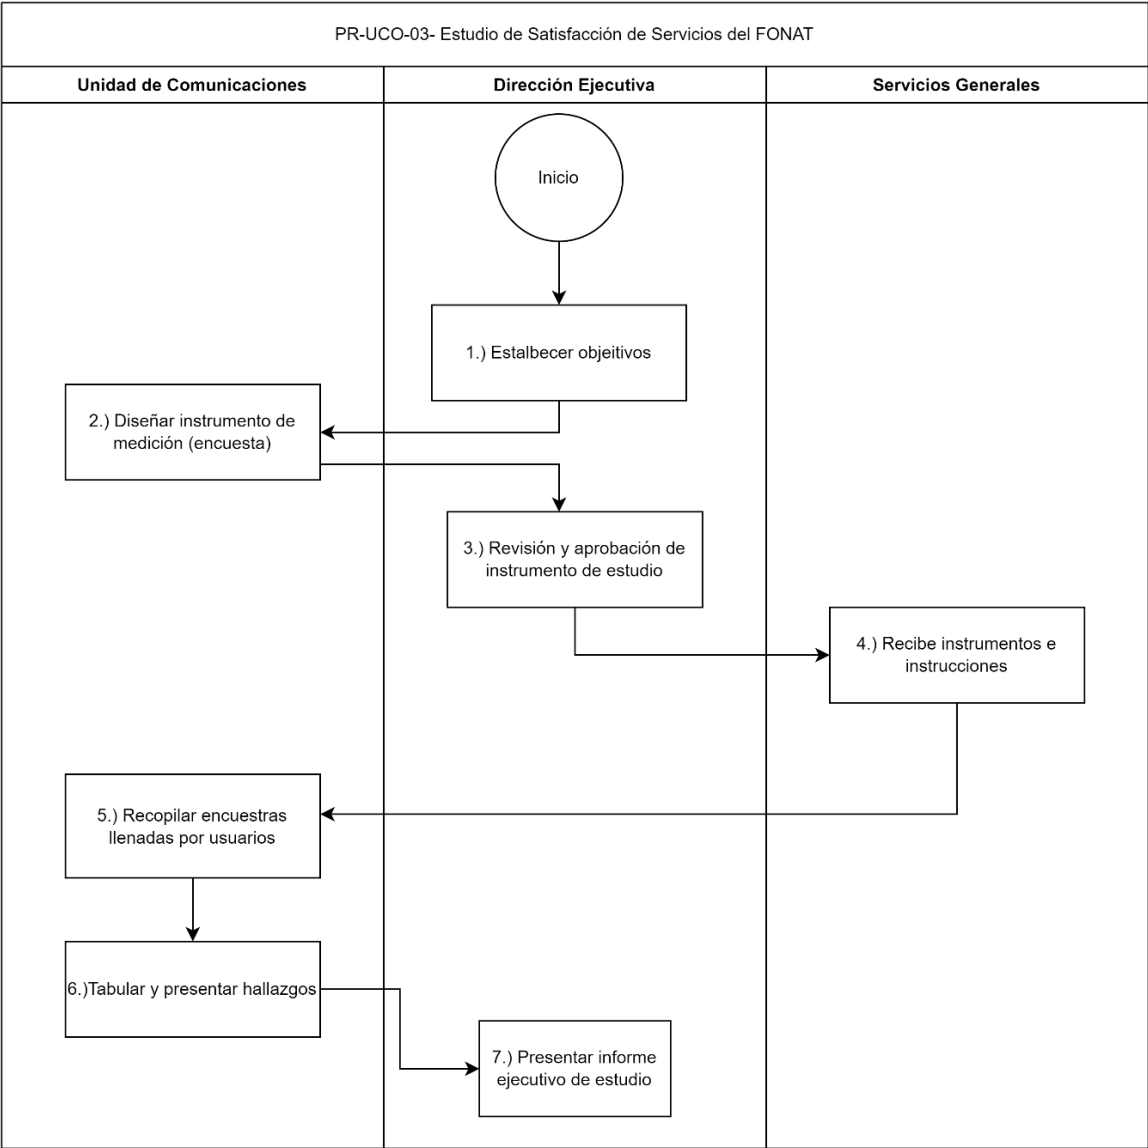 PR-UCO-03- Estudio de Satisfacción de Servicios del FONAT
Unidad de Comunicaciones
Dirección Ejecutiva
Servicios Generales
Inicio
1.) Estalbecer objeitivos
2.) Diseñar instrumento de
medición (encuesta)
3.) Revisión y aprobación de
instrumento de estudio
4.) Recibe instrumentos e
instrucciones
5.) Recopilar encuestras
llenadas por usuarios
6.)Tabular y presentar hallazgos
7.) Presentar informe
ejecutivo de estudio